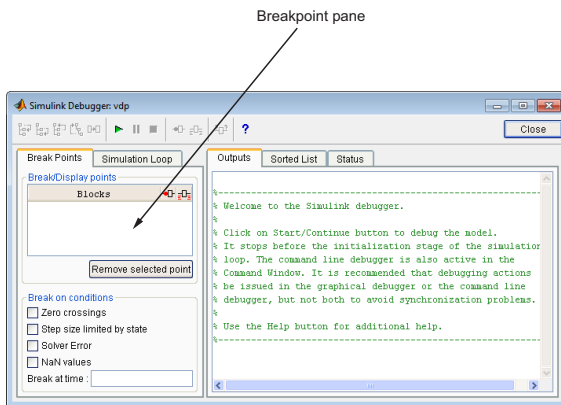 Breakpoint pane
Simulink Debugger: vdp
? Close
Break Points Simulation Loop
Break/Display points
Blocks
Remove selected point
Break on conditions
Zero crossings
Step size limited by state
Solver Error
NaN values
Break at time :
Outputs Sorted List Status
%----------------------------------------------------
% Welcome to the Simulink debugger.
%
% Click on Start/Continue button to debug the model.
% It stops before the initialization stage of the simulation
% loop. The command line debugger is also active in the
% Command Window. It is recommended that debugging actions
% be issued in the graphical debugger or the command line
% debugger, but not both to avoid synchronization problems.
%
% Use the Help button for additional help.
%----------------------------------------------------